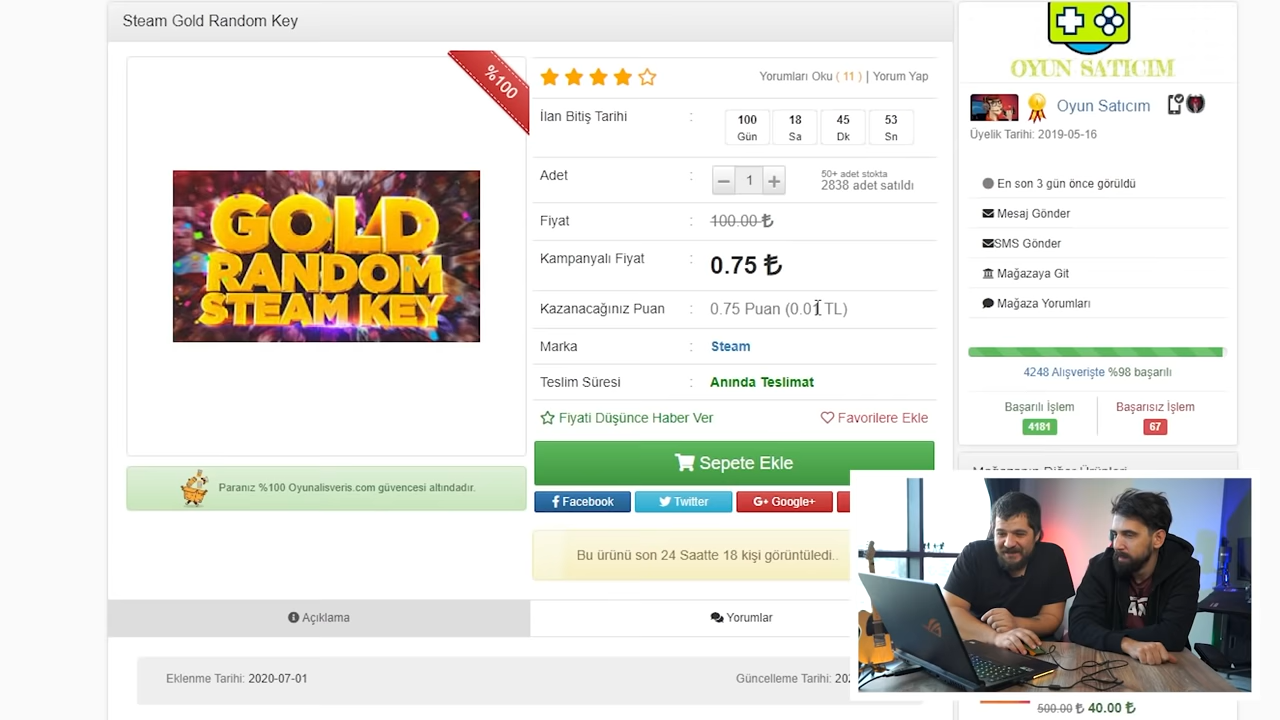 Steam Gold Random Key
%100
GOLD
RANDOM
STEAM KEY
Paranız %100 Oyunalisveris.com güvencesi altındadır.
Yorumları Oku ( 11 ) | Yorum Yap
İlan Bitiş Tarihi : 100 Gün 18 Sa 45 Dk 53 Sn
Adet : 1
50+ adet stokta
2838 adet satıldı
Fiyat : 100.00 ₺
Kampanyalı Fiyat : 0.75 ₺
Kazanacağınız Puan : 0.75 Puan (0.01 TL)
Marka : Steam
Teslim Süresi : Anında Teslimat
Fiyati Düşünce Haber Ver
Favorilere Ekle
Sepete Ekle
Facebook
Twitter
G+ Google+
Bu ürünü son 24 Saatte 18 kişi görüntüledi..
Açıklama
Yorumlar
Eklenme Tarihi: 2020-07-01
Güncelleme Tarihi:
OYUN SATICIM
Oyun Satıcım
Üyelik Tarihi: 2019-05-16
En son 3 gün önce görüldü
Mesaj Gönder
SMS Gönder
Mağazaya Git
Mağaza Yorumları
4248 Alışverişte %98 başarılı
Başarılı İşlem
4181
Başarısız İşlem
67
500.00 ₺ 40.00 ₺